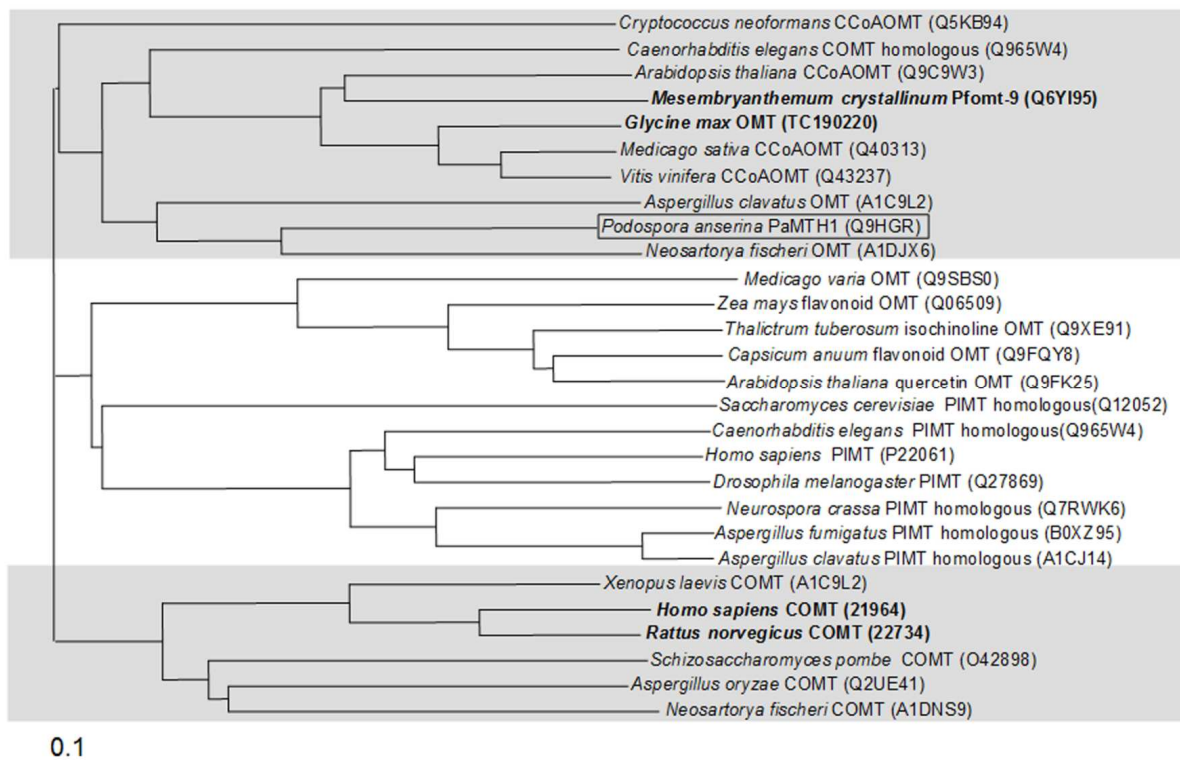 Cryptococcus neoformans CCoAOMT (Q5KB94)
Caenorhabditis elegans COMT homologous (Q965W4)
Arabidopsis thaliana CCoAOMT (Q9C9W3)
Mesembryanthemum crystallinum Pfomt-9 (Q6YI95)
Glycine max OMT (TC190220)
Medicago sativa CCoAOMT (Q40313)
Vitis vinifera CCoAOMT (Q43237)
Aspergillus clavatus OMT (A1C9L2)
Podospora anserina PaMTH1 (Q9HGR)
Neosartorya fischeri OMT (A1DJX6)
Medicago varia OMT (Q9SBS0)
Zea mays flavonoid OMT (Q06509)
Thalictrum tuberosum isochinoline OMT (Q9XE91)
Capsicum anuum flavonoid OMT (Q9FQY8)
Arabidopsis thaliana quercetin OMT (Q9FK25)
Saccharomyces cerevisiae PIMT homologous(Q12052)
Caenorhabditis elegans PIMT homologous(Q965W4)
Homo sapiens PIMT (P22061)
Drosophila melanogaster PIMT (Q27869)
Neurospora crassa PIMT homologous (Q7RWK6)
Aspergillus fumigatus PIMT homologous (B0XZ95)
Aspergillus clavatus PIMT homologous (A1CJ14)
Xenopus laevis COMT (A1C9L2)
Homo sapiens COMT (21964)
Rattus norvegicus COMT (22734)
Schizosaccharomyces pombe COMT (O42898)
Aspergillus oryzae COMT (Q2UE41)
Neosartorya fischeri COMT (A1DNS9)
0.1